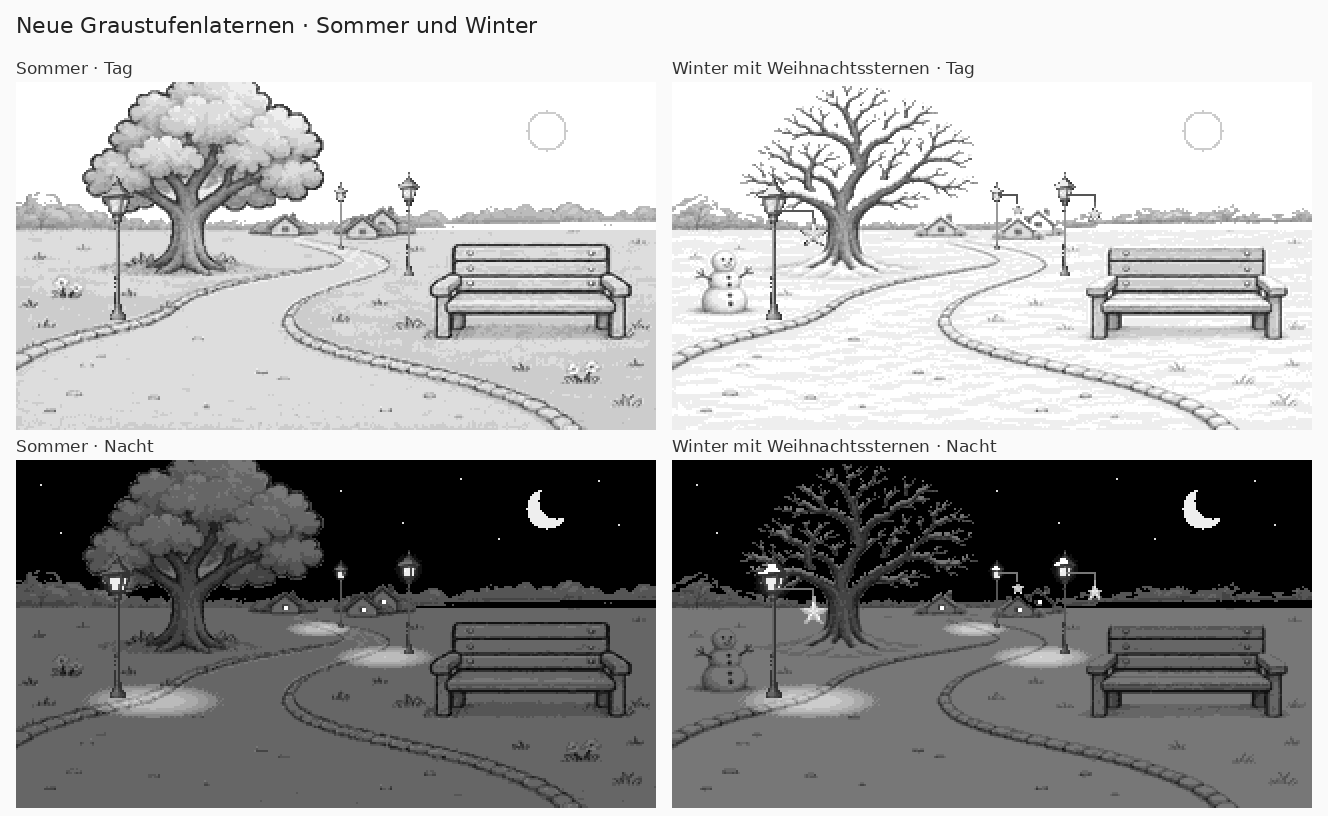 Neue Graustufenlaternen · Sommer und Winter
Sommer · Tag
Winter mit Weihnachtssternen · Tag
Sommer · Nacht
Winter mit Weihnachtssternen · Nacht